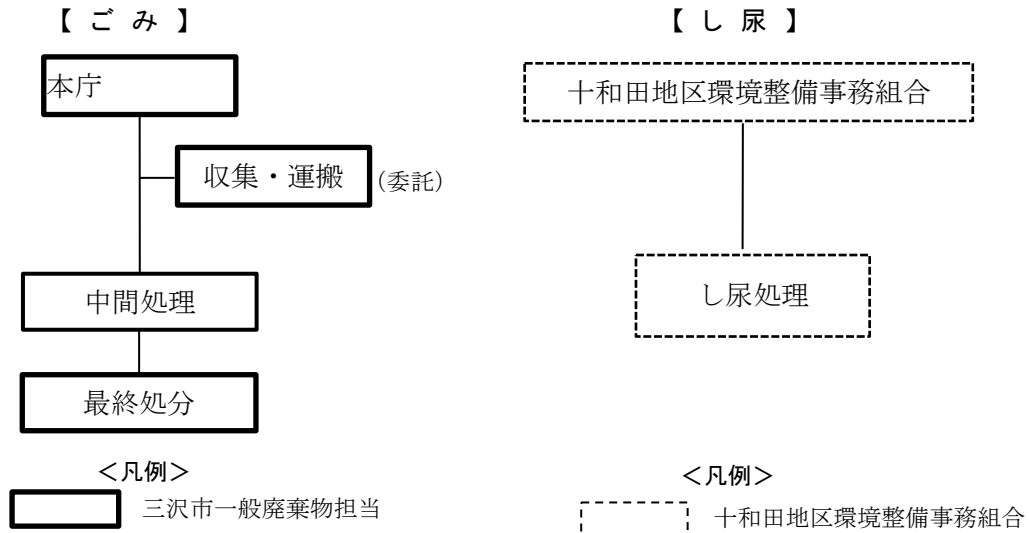 【 ご み 】
本庁
収集・運搬
(委託)
中間処理
最終処分
<凡例>
三沢市一般廃棄物担当
【 し 尿 】
十和田地区環境整備事務組合
し尿処理
<凡例>
十和田地区環境整備事務組合